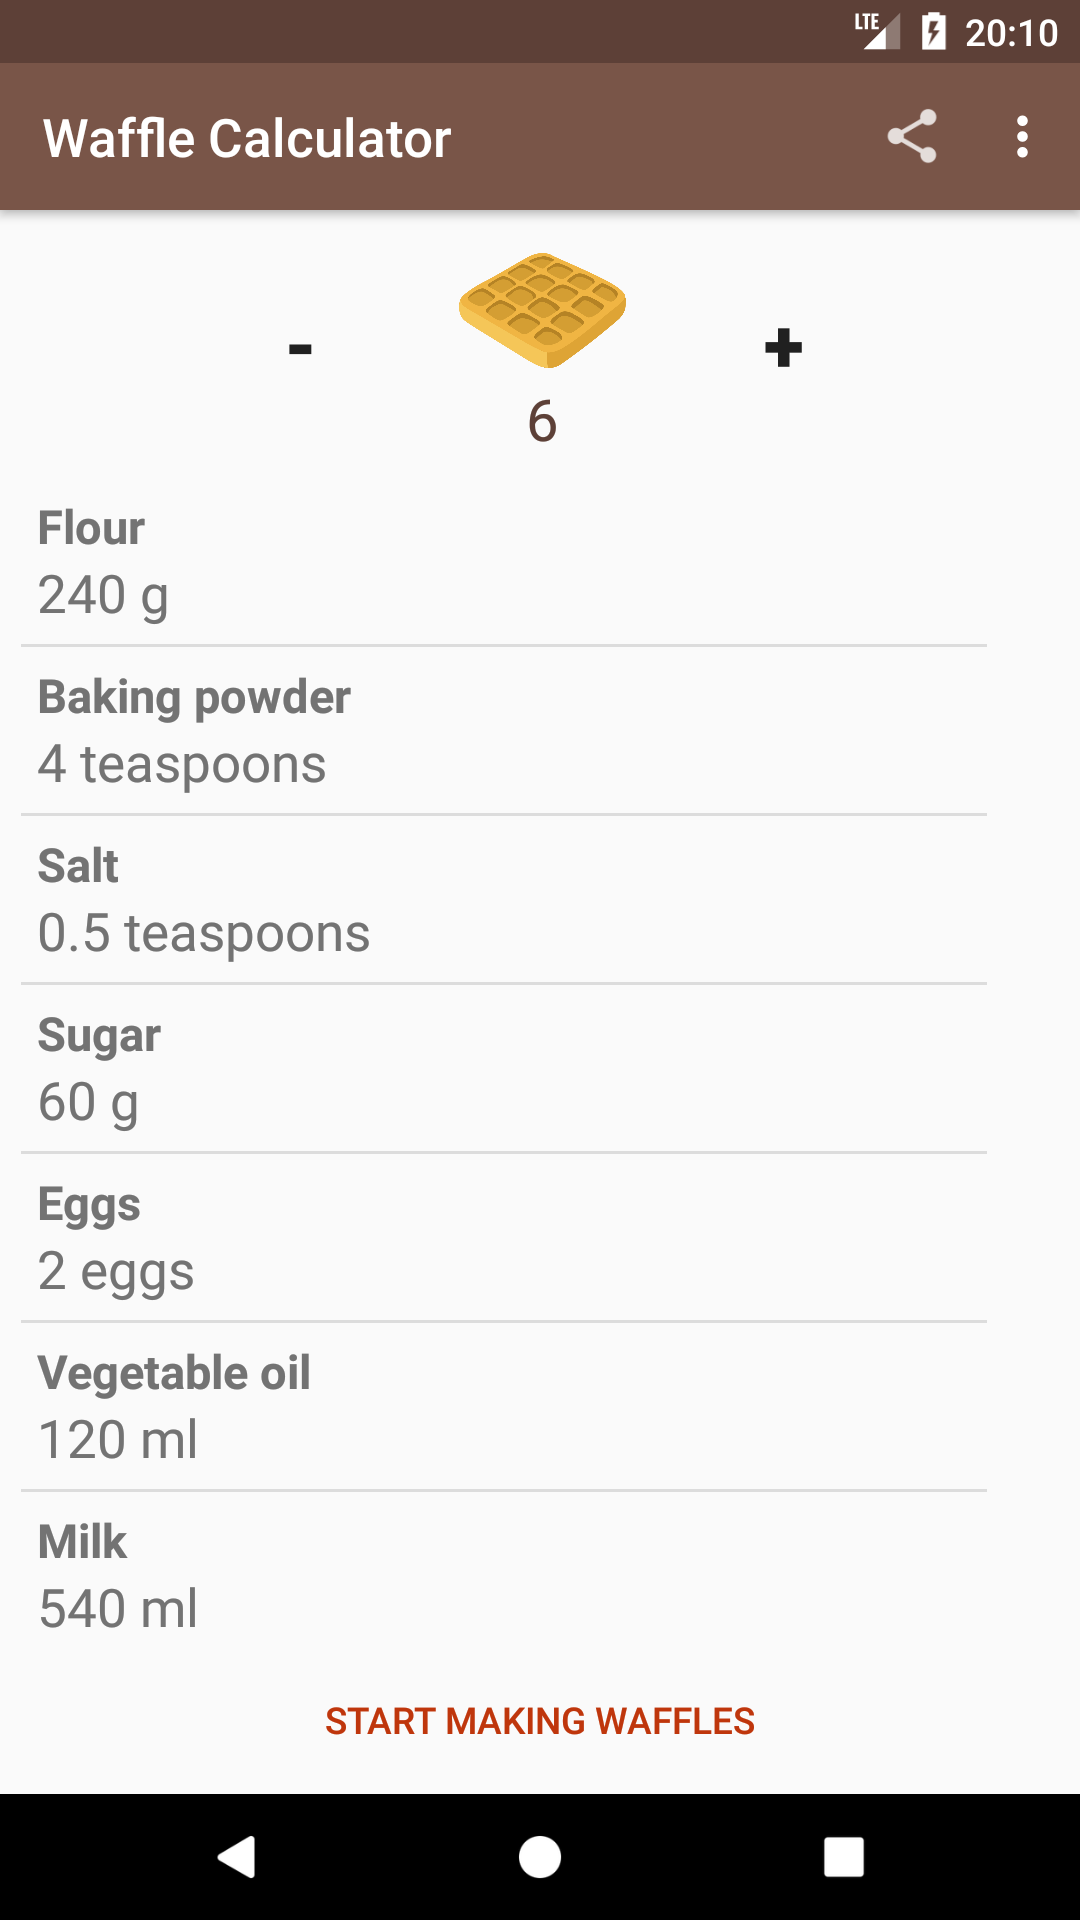 LTE 20:10
Waffle Calculator
- +
6
Flour
240 g
Baking powder
4 teaspoons
Salt
0.5 teaspoons
Sugar
60 g
Eggs
2 eggs
Vegetable oil
120 ml
Milk
540 ml
START MAKING WAFFLES